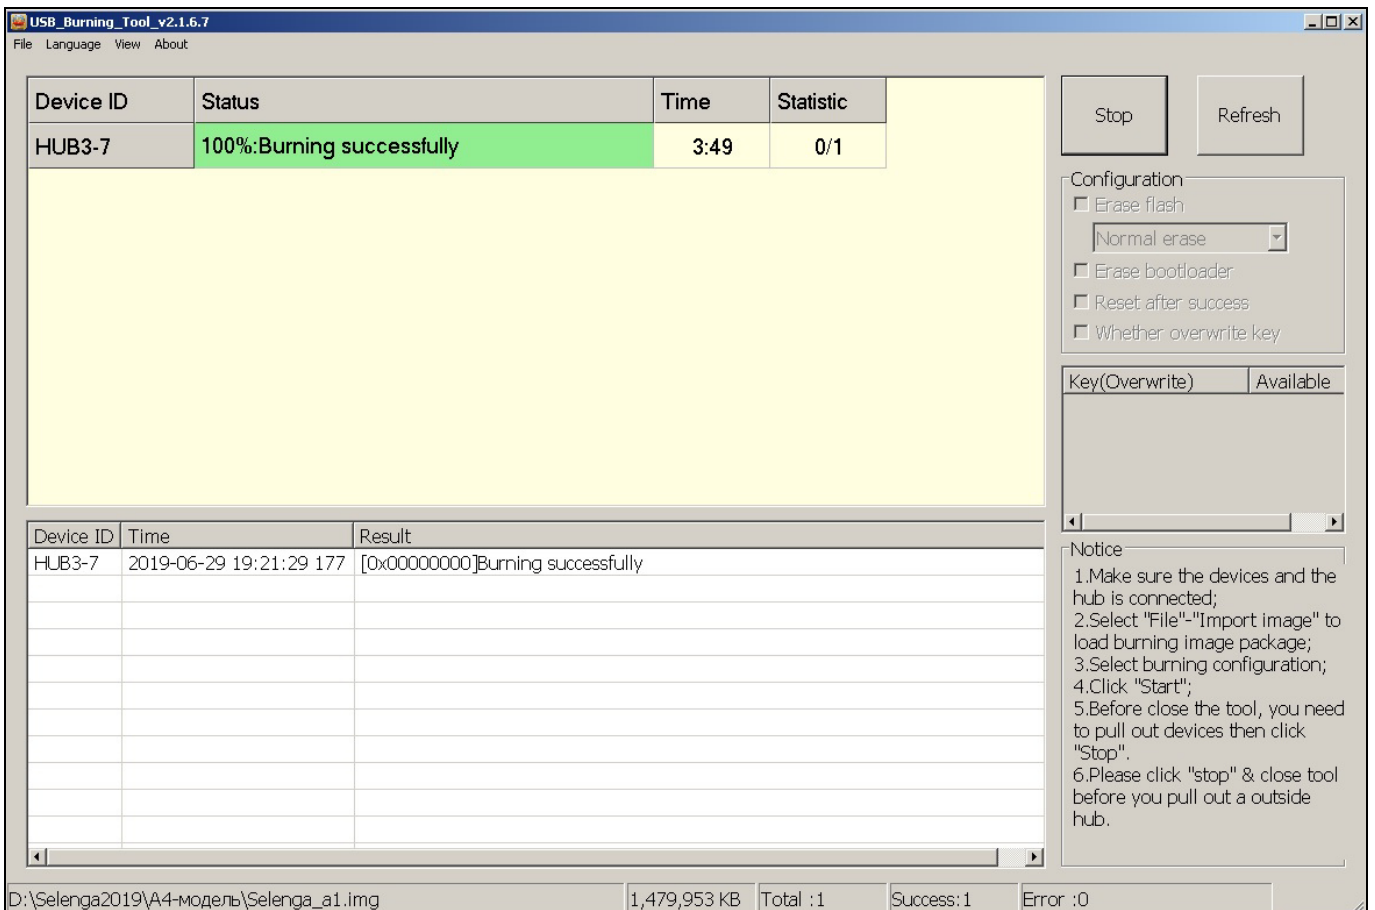 USB_Burning_Tool_v2.1.6.7
File Language View About
Device ID Status Time Statistic
HUB3-7 100%:Burning successfully 3:49 0/1
Stop Refresh
Configuration
Erase flash
Normal erase
Erase bootloader
Reset after success
Whether overwrite key
Key(Overwrite) Available
Device ID Time Result
HUB3-7 2019-06-29 19:21:29 177 [0x00000000]Burning successfully
Notice
1.Make sure the devices and the
hub is connected;
2.Select "File"-"Import image" to
load burning image package;
3.Select burning configuration;
4.Click "Start";
5.Before close the tool, you need
to pull out devices then click
"Stop".
6.Please click "stop" & close tool
before you pull out a outside
hub.
D:\Selenga2019\A4-модель\Selenga_a1.img 1,479,953 KB Total :1 Success:1 Error :0